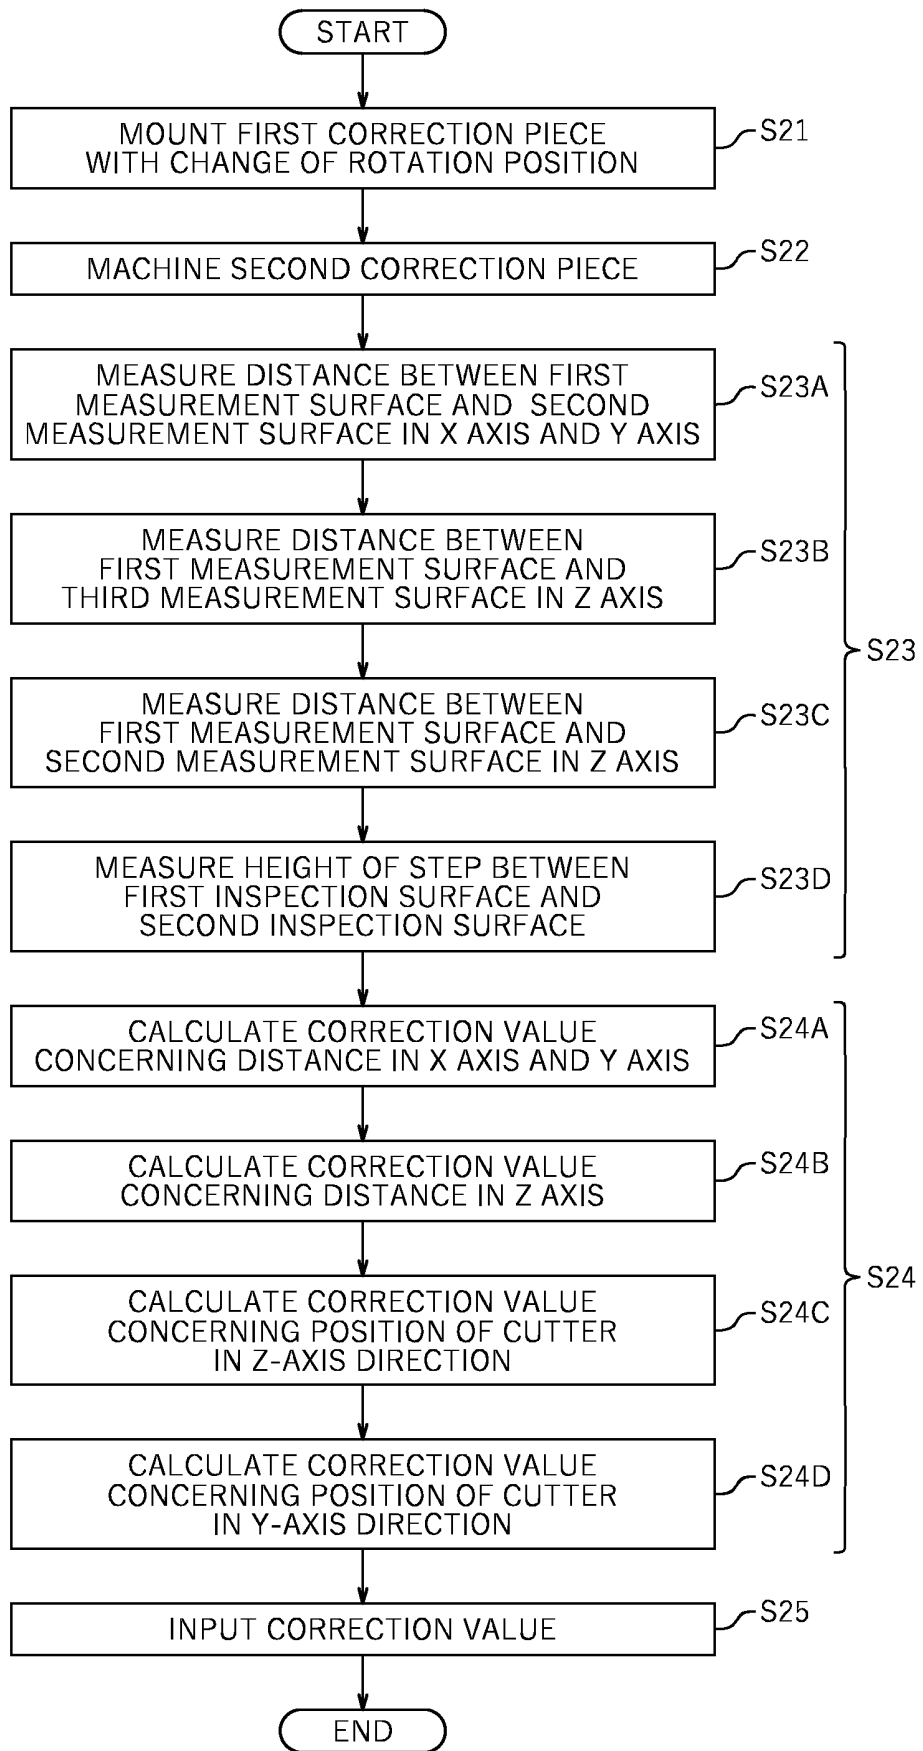 START
MOUNT FIRST CORRECTION PIECE
WITH CHANGE OF ROTATION POSITION
S21
MACHINE SECOND CORRECTION PIECE
S22
MEASURE DISTANCE BETWEEN FIRST
MEASUREMENT SURFACE AND SECOND
MEASUREMENT SURFACE IN X AXIS AND Y AXIS
S23A
MEASURE DISTANCE BETWEEN
FIRST MEASUREMENT SURFACE AND
THIRD MEASUREMENT SURFACE IN Z AXIS
S23B
S23
MEASURE DISTANCE BETWEEN
FIRST MEASUREMENT SURFACE AND
SECOND MEASUREMENT SURFACE IN Z AXIS
S23C
MEASURE HEIGHT OF STEP BETWEEN
FIRST INSPECTION SURFACE AND
SECOND INSPECTION SURFACE
S23D
CALCULATE CORRECTION VALUE
CONCERNING DISTANCE IN X AXIS AND Y AXIS
S24A
CALCULATE CORRECTION VALUE
CONCERNING DISTANCE IN Z AXIS
S24B
S24
CALCULATE CORRECTION VALUE
CONCERNING POSITION OF CUTTER
IN Z-AXIS DIRECTION
S24C
CALCULATE CORRECTION VALUE
CONCERNING POSITION OF CUTTER
IN Y-AXIS DIRECTION
S24D
INPUT CORRECTION VALUE
S25
END